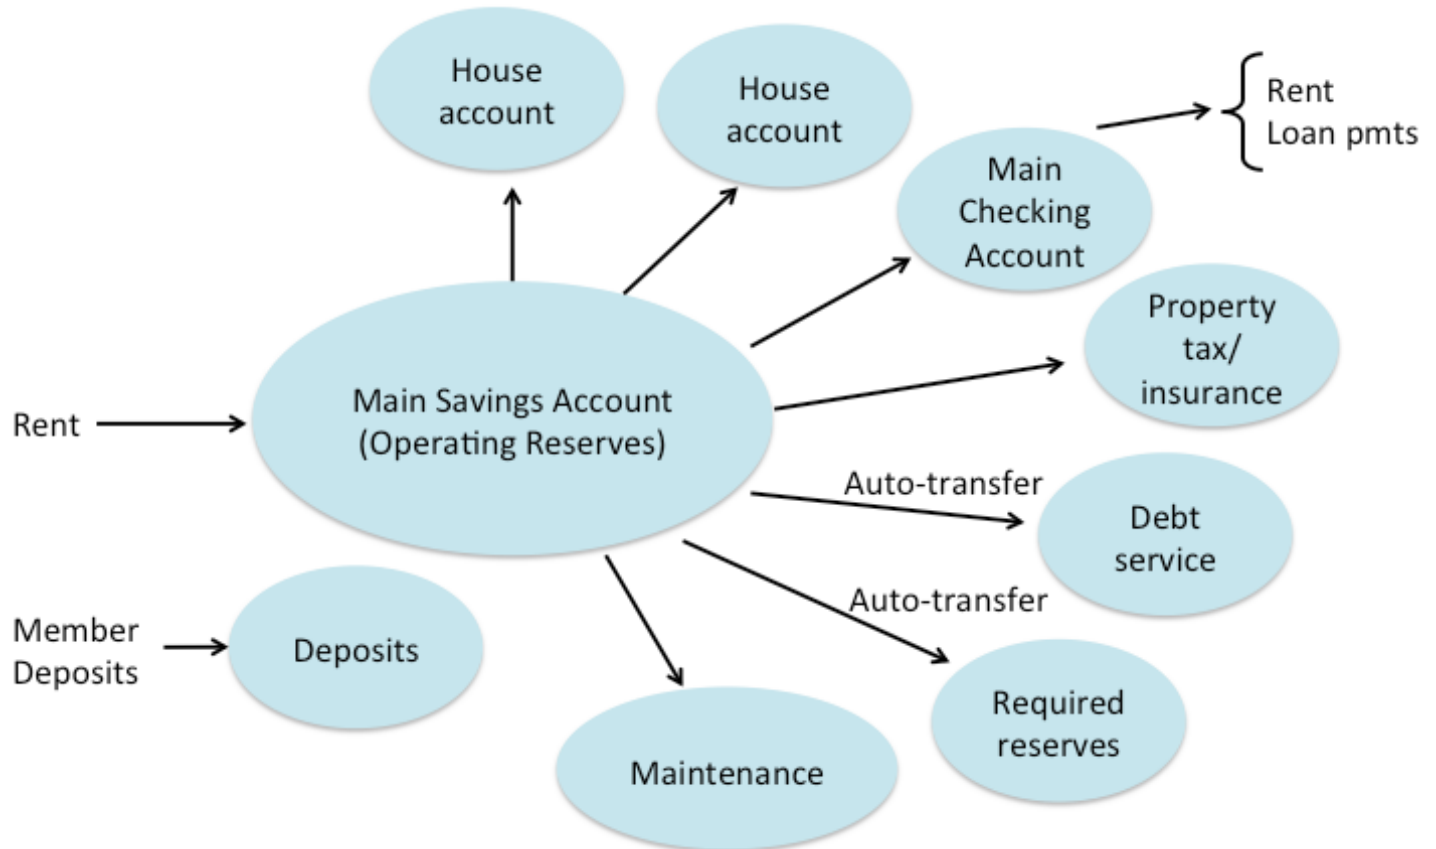 House
account
House
account
Rent
Loan pmts
Main
Checking
Account
Property
tax/
insurance
Main Savings Account
(Operating Reserves)
Rent
Auto-transfer
Debt
service
Auto-transfer
Member
Deposits
Deposits
Required
reserves
Maintenance